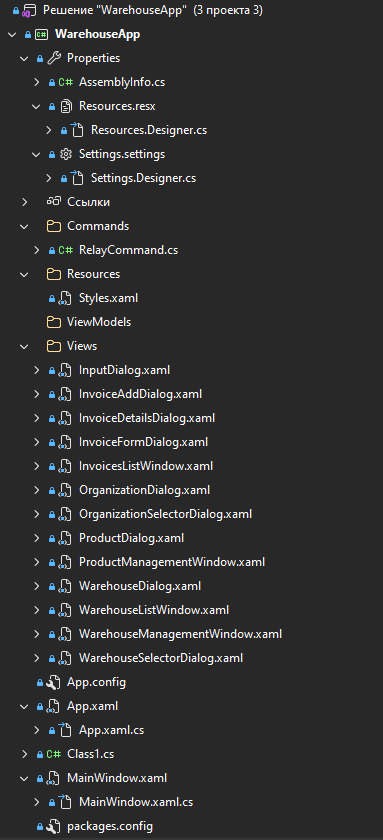 Решение "WarehouseApp" (3 проекта 3)
C# WarehouseApp
Properties
C# AssemblyInfo.cs
Resources.resx
Resources.Designer.cs
Settings.settings
Settings.Designer.cs
Ссылки
Commands
C# RelayCommand.cs
Resources
Styles.xaml
ViewModels
Views
InputDialog.xaml
InvoiceAddDialog.xaml
InvoiceDetailsDialog.xaml
InvoiceFormDialog.xaml
InvoicesListWindow.xaml
OrganizationDialog.xaml
OrganizationSelectorDialog.xaml
ProductDialog.xaml
ProductManagementWindow.xaml
WarehouseDialog.xaml
WarehouseListWindow.xaml
WarehouseManagementWindow.xaml
WarehouseSelectorDialog.xaml
App.config
App.xaml
App.xaml.cs
C# Class1.cs
MainWindow.xaml
MainWindow.xaml.cs
packages.config